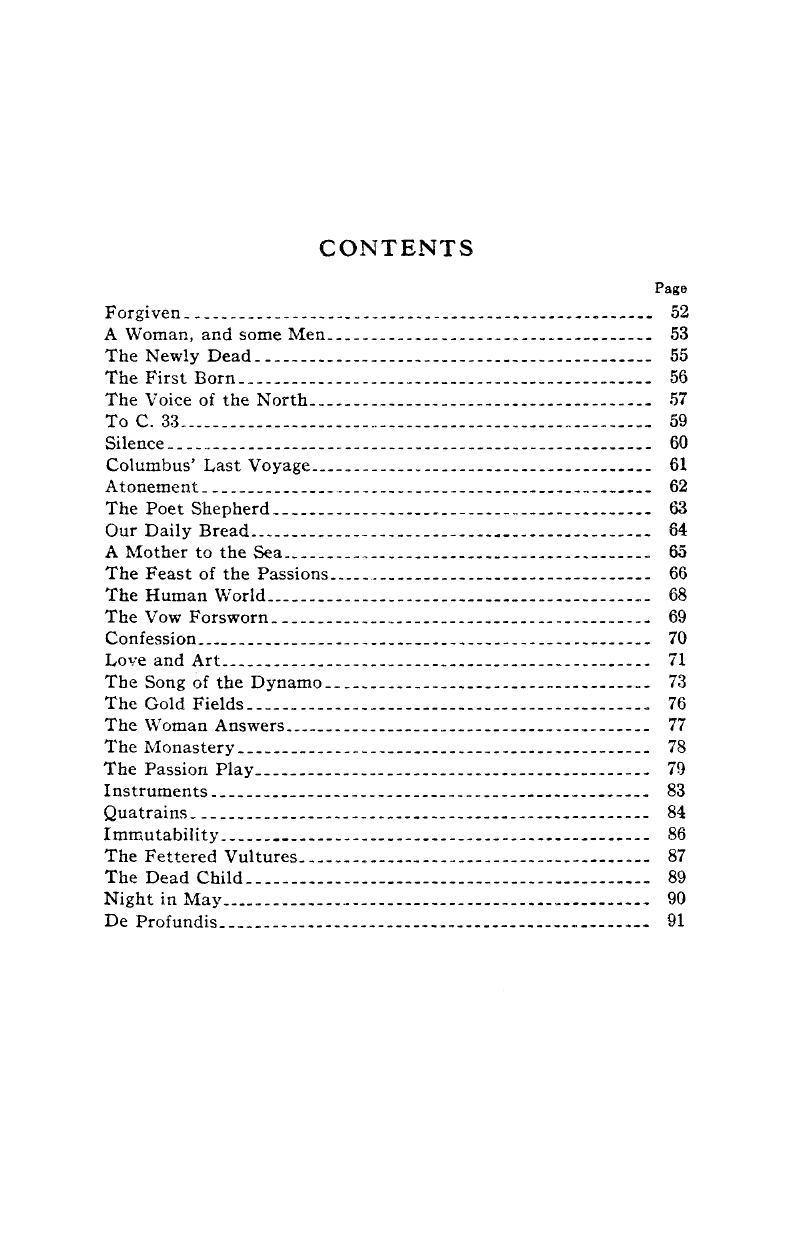 CONTENTS
Page
Forgiven 52
A Woman, and some Men 53
The Newly Dead 55
The First Born 56
The Voice of the North 57
To C. 33 59
Silence 60
Columbus' Last Voyage 61
Atonement 62
The Poet Shepherd 63
Our Daily Bread 64
A Mother to the Sea 65
The Feast of the Passions 66
The Human World 68
The Vow Forsworn 69
Confession 70
Love and Art 71
The Song of the Dynamo 73
The Gold Fields 76
The Woman Answers 77
The Monastery 78
The Passion Play 79
Instruments 83
Quatrains 84
Immutability 86
The Fettered Vultures 87
The Dead Child 89
Night in May 90
De Profundis 91